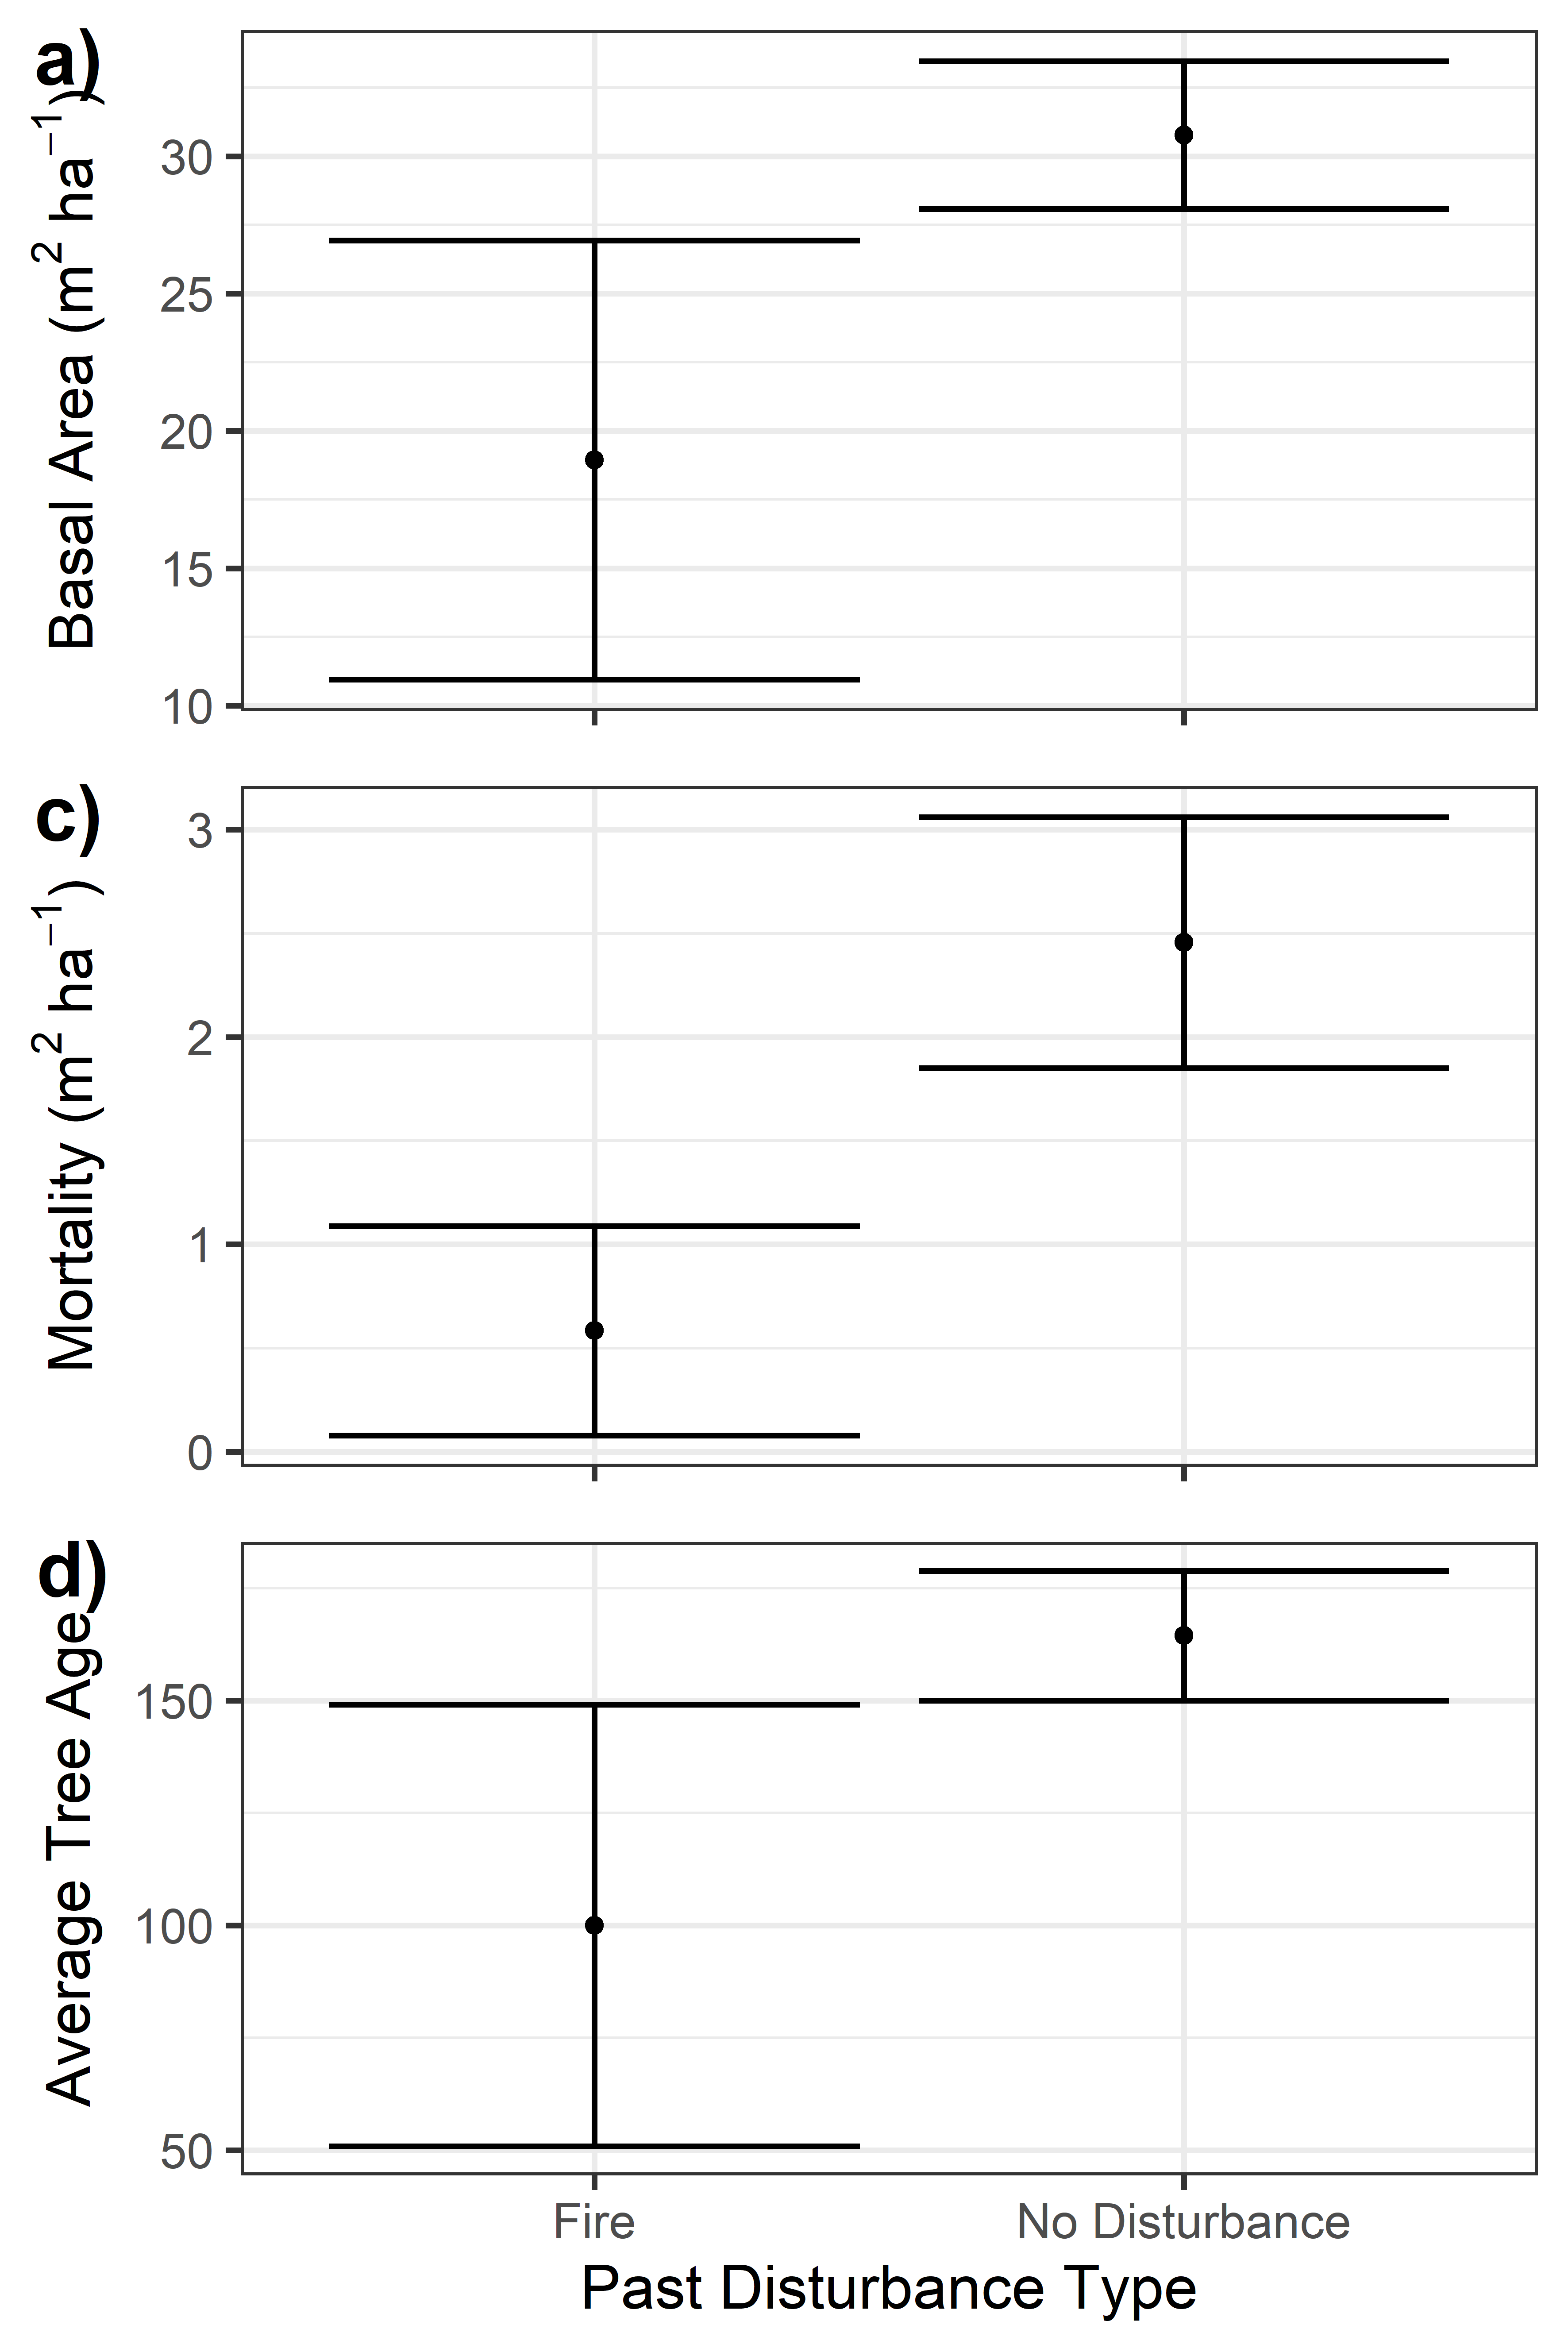 a)
Basal Area (m² ha⁻¹)
30
25
20
15
10
c)
Mortality (m² ha⁻¹)
3
2
1
0
d)
Average Tree Age
150
100
50
Fire
No Disturbance
Past Disturbance Type